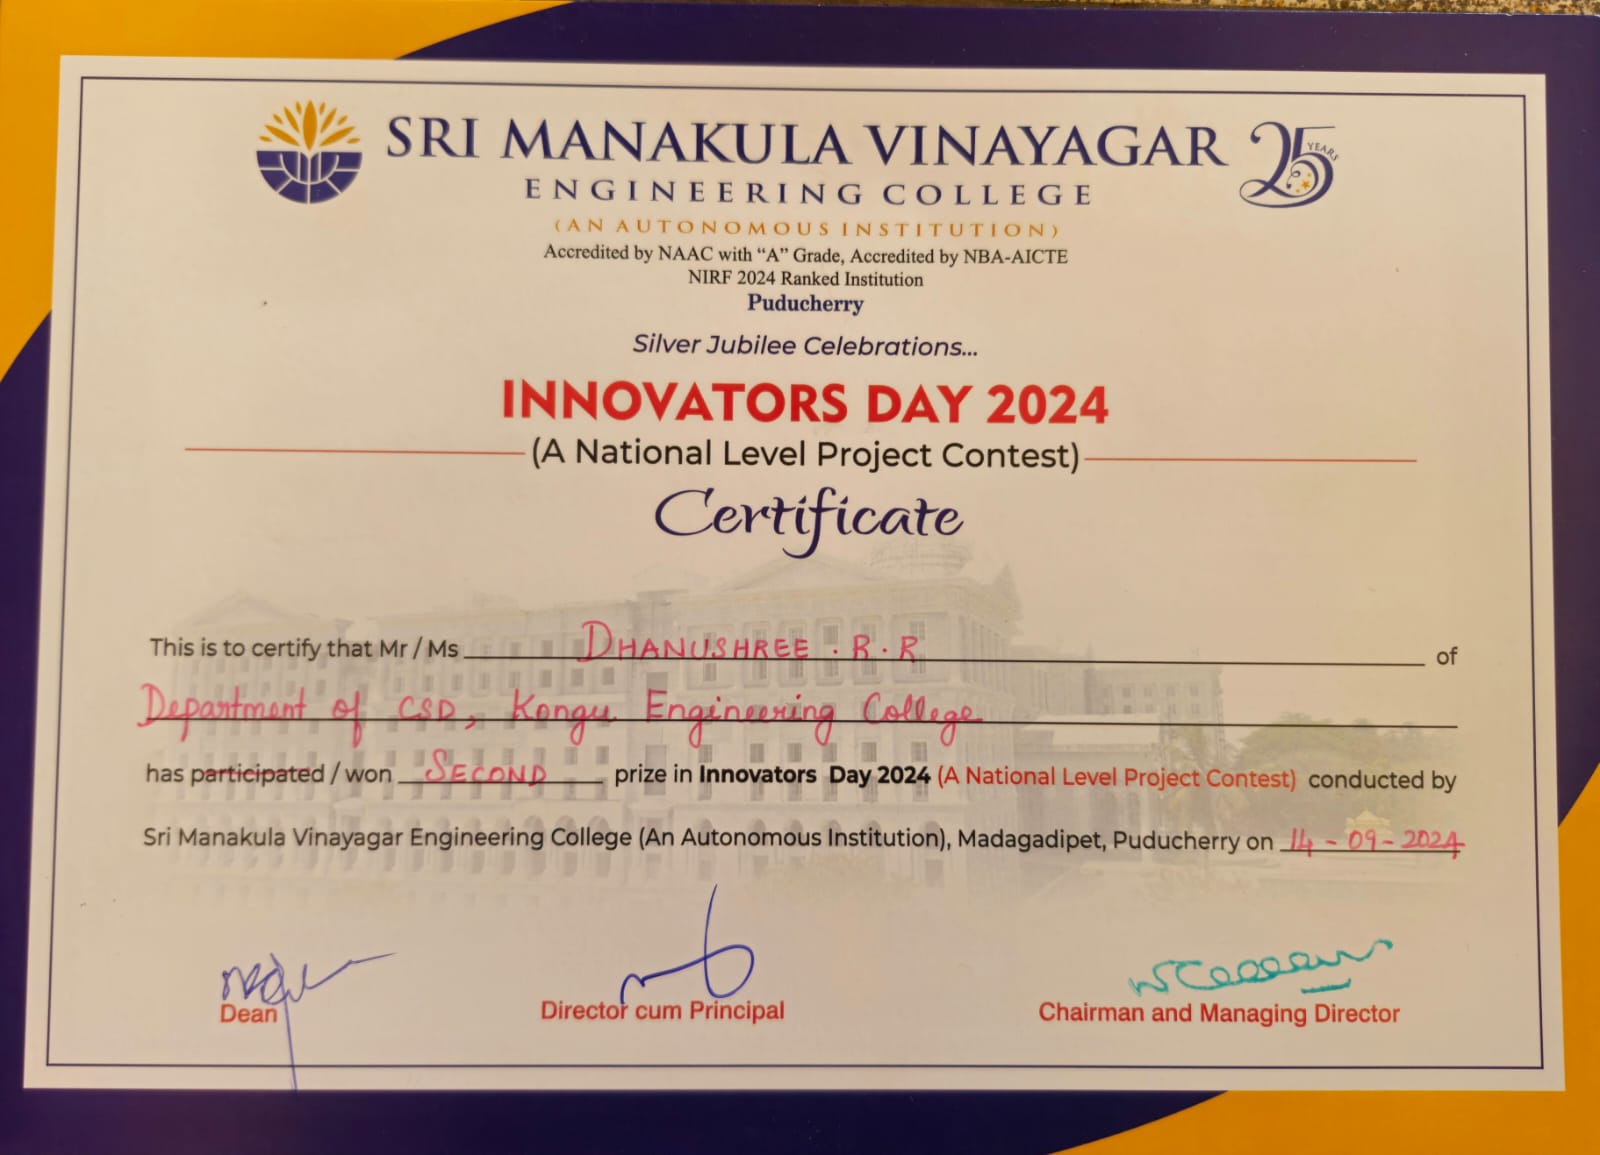 SRI MANAKULA VINAYAGAR
ENGINEERING COLLEGE
25 YEARS
(AN AUTONOMOUS INSTITUTION)
Accredited by NAAC with “A” Grade, Accredited by NBA-AICTE
NIRF 2024 Ranked Institution
Puducherry
Silver Jubilee Celebrations...
INNOVATORS DAY 2024
(A National Level Project Contest)
Certificate
This is to certify that Mr / Ms DHANUSHREE . R . R of
Department of CSD, Kongu Engineering College
has participated / won SECOND prize in Innovators Day 2024 (A National Level Project Contest) conducted by
Sri Manakula Vinayagar Engineering College (An Autonomous Institution), Madagadipet, Puducherry on 14-09-2024
Dean
Director cum Principal
Chairman and Managing Director